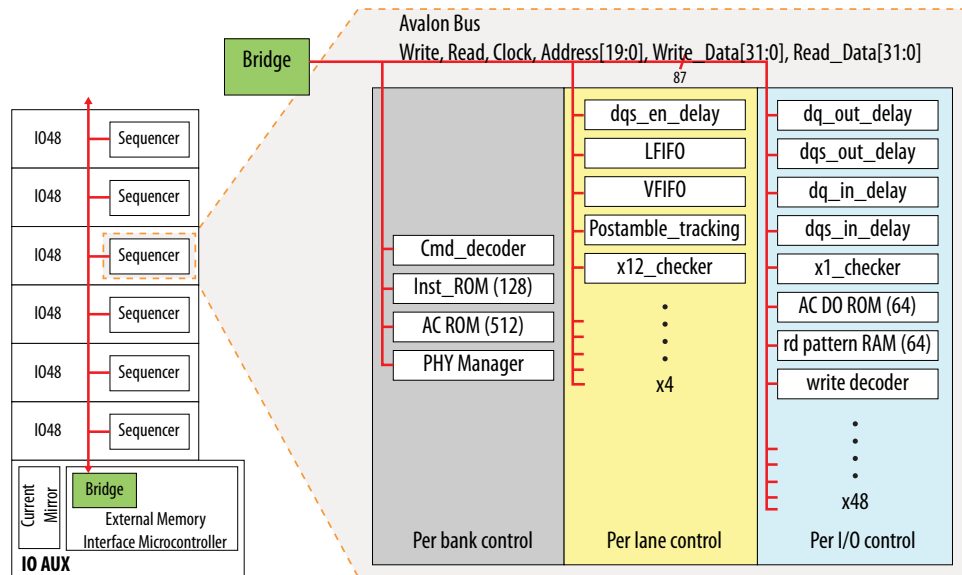 Avalon Bus
Write, Read, Clock, Address[19:0], Write_Data[31:0], Read_Data[31:0]
87
Bridge
IO48
Sequencer
IO48
Sequencer
IO48
Sequencer
IO48
Sequencer
IO48
Sequencer
IO48
Sequencer
Current
Mirror
Bridge
External Memory
Interface Microcontroller
IO AUX
Cmd_decoder
Inst_ROM (128)
AC ROM (512)
PHY Manager
Per bank control
dqs_en_delay
LFIFO
VFIFO
Postamble_tracking
x12_checker
x4
Per lane control
dq_out_delay
dqs_out_delay
dq_in_delay
dqs_in_delay
x1_checker
AC DO ROM (64)
rd pattern RAM (64)
write decoder
x48
Per I/O control